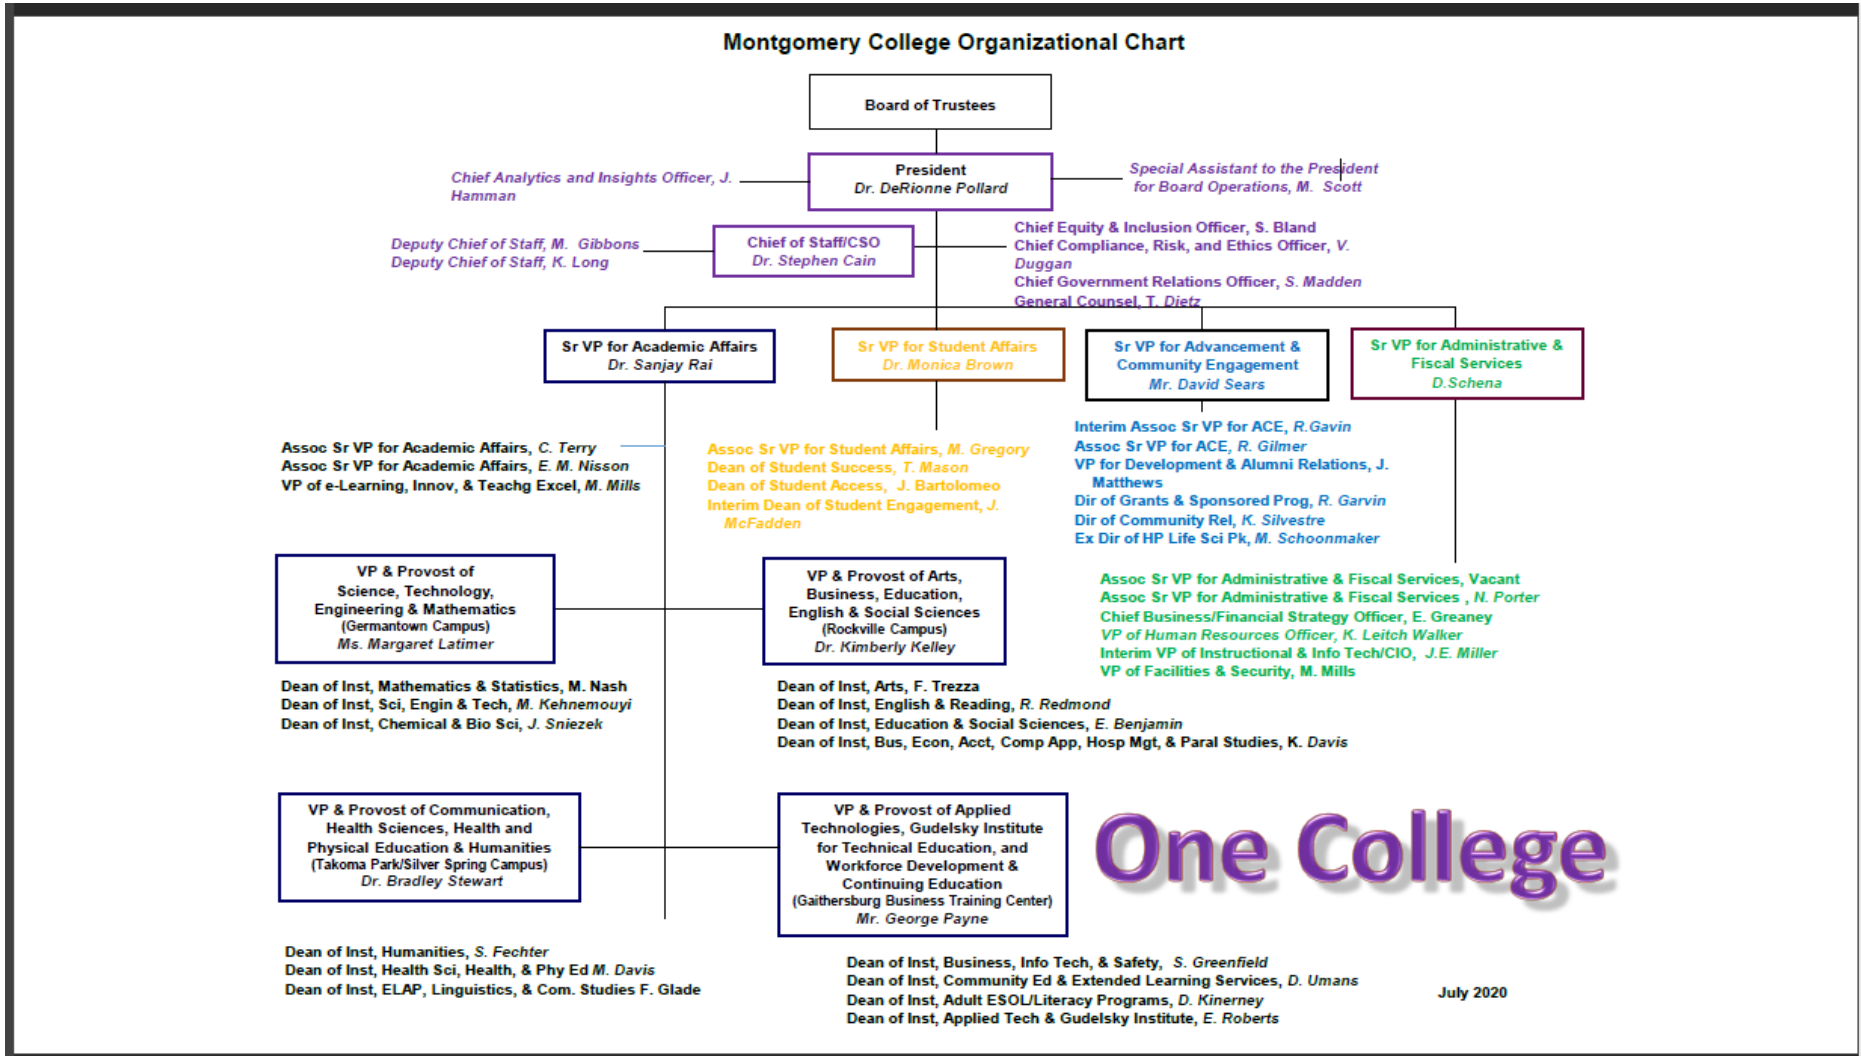 Montgomery College Organizational Chart
Board of Trustees
President
Dr. DeRionne Pollard
Chief Analytics and Insights Officer, J.
Hamman
Special Assistant to the President
for Board Operations, M. Scott
Chief of Staff/CSO
Dr. Stephen Cain
Deputy Chief of Staff, M. Gibbons
Deputy Chief of Staff, K. Long
Chief Equity & Inclusion Officer, S. Bland
Chief Compliance, Risk, and Ethics Officer, V.
Duggan
Chief Government Relations Officer, S. Madden
General Counsel, T. Dietz
Sr VP for Academic Affairs
Dr. Sanjay Rai
Sr VP for Student Affairs
Dr. Monica Brown
Sr VP for Advancement &
Community Engagement
Mr. David Sears
Sr VP for Administrative &
Fiscal Services
D.Schena
Assoc Sr VP for Academic Affairs, C. Terry
Assoc Sr VP for Academic Affairs, E. M. Nisson
VP of e-Learning, Innov, & Teachg Excel, M. Mills
Assoc Sr VP for Student Affairs, M. Gregory
Dean of Student Success, T. Mason
Dean of Student Access, J. Bartolomeo
Interim Dean of Student Engagement, J.
McFadden
Interim Assoc Sr VP for ACE, R.Gavin
Assoc Sr VP for ACE, R. Gilmer
VP for Development & Alumni Relations, J.
Matthews
Dir of Grants & Sponsored Prog, R. Garvin
Dir of Community Rel, K. Silvestre
Ex Dir of HP Life Sci Pk, M. Schoonmaker
Assoc Sr VP for Administrative & Fiscal Services, Vacant
Assoc Sr VP for Administrative & Fiscal Services , N. Porter
Chief Business/Financial Strategy Officer, E. Greaney
VP of Human Resources Officer, K. Leitch Walker
Interim VP of Instructional & Info Tech/CIO, J.E. Miller
VP of Facilities & Security, M. Mills
VP & Provost of
Science, Technology,
Engineering & Mathematics
(Germantown Campus)
Ms. Margaret Latimer
VP & Provost of Arts,
Business, Education,
English & Social Sciences
(Rockville Campus)
Dr. Kimberly Kelley
Dean of Inst, Mathematics & Statistics, M. Nash
Dean of Inst, Sci, Engin & Tech, M. Kehnemouyi
Dean of Inst, Chemical & Bio Sci, J. Sniezek
Dean of Inst, Arts, F. Trezza
Dean of Inst, English & Reading, R. Redmond
Dean of Inst, Education & Social Sciences, E. Benjamin
Dean of Inst, Bus, Econ, Acct, Comp App, Hosp Mgt, & Paral Studies, K. Davis
VP & Provost of Communication,
Health Sciences, Health and
Physical Education & Humanities
(Takoma Park/Silver Spring Campus)
Dr. Bradley Stewart
VP & Provost of Applied
Technologies, Gudelsky Institute
for Technical Education, and
Workforce Development &
Continuing Education
(Gaithersburg Business Training Center)
Mr. George Payne
One College
Dean of Inst, Humanities, S. Fechter
Dean of Inst, Health Sci, Health, & Phy Ed M. Davis
Dean of Inst, ELAP, Linguistics, & Com. Studies F. Glade
Dean of Inst, Business, Info Tech, & Safety, S. Greenfield
Dean of Inst, Community Ed & Extended Learning Services, D. Umans
Dean of Inst, Adult ESOL/Literacy Programs, D. Kinerney
Dean of Inst, Applied Tech & Gudelsky Institute, E. Roberts
July 2020